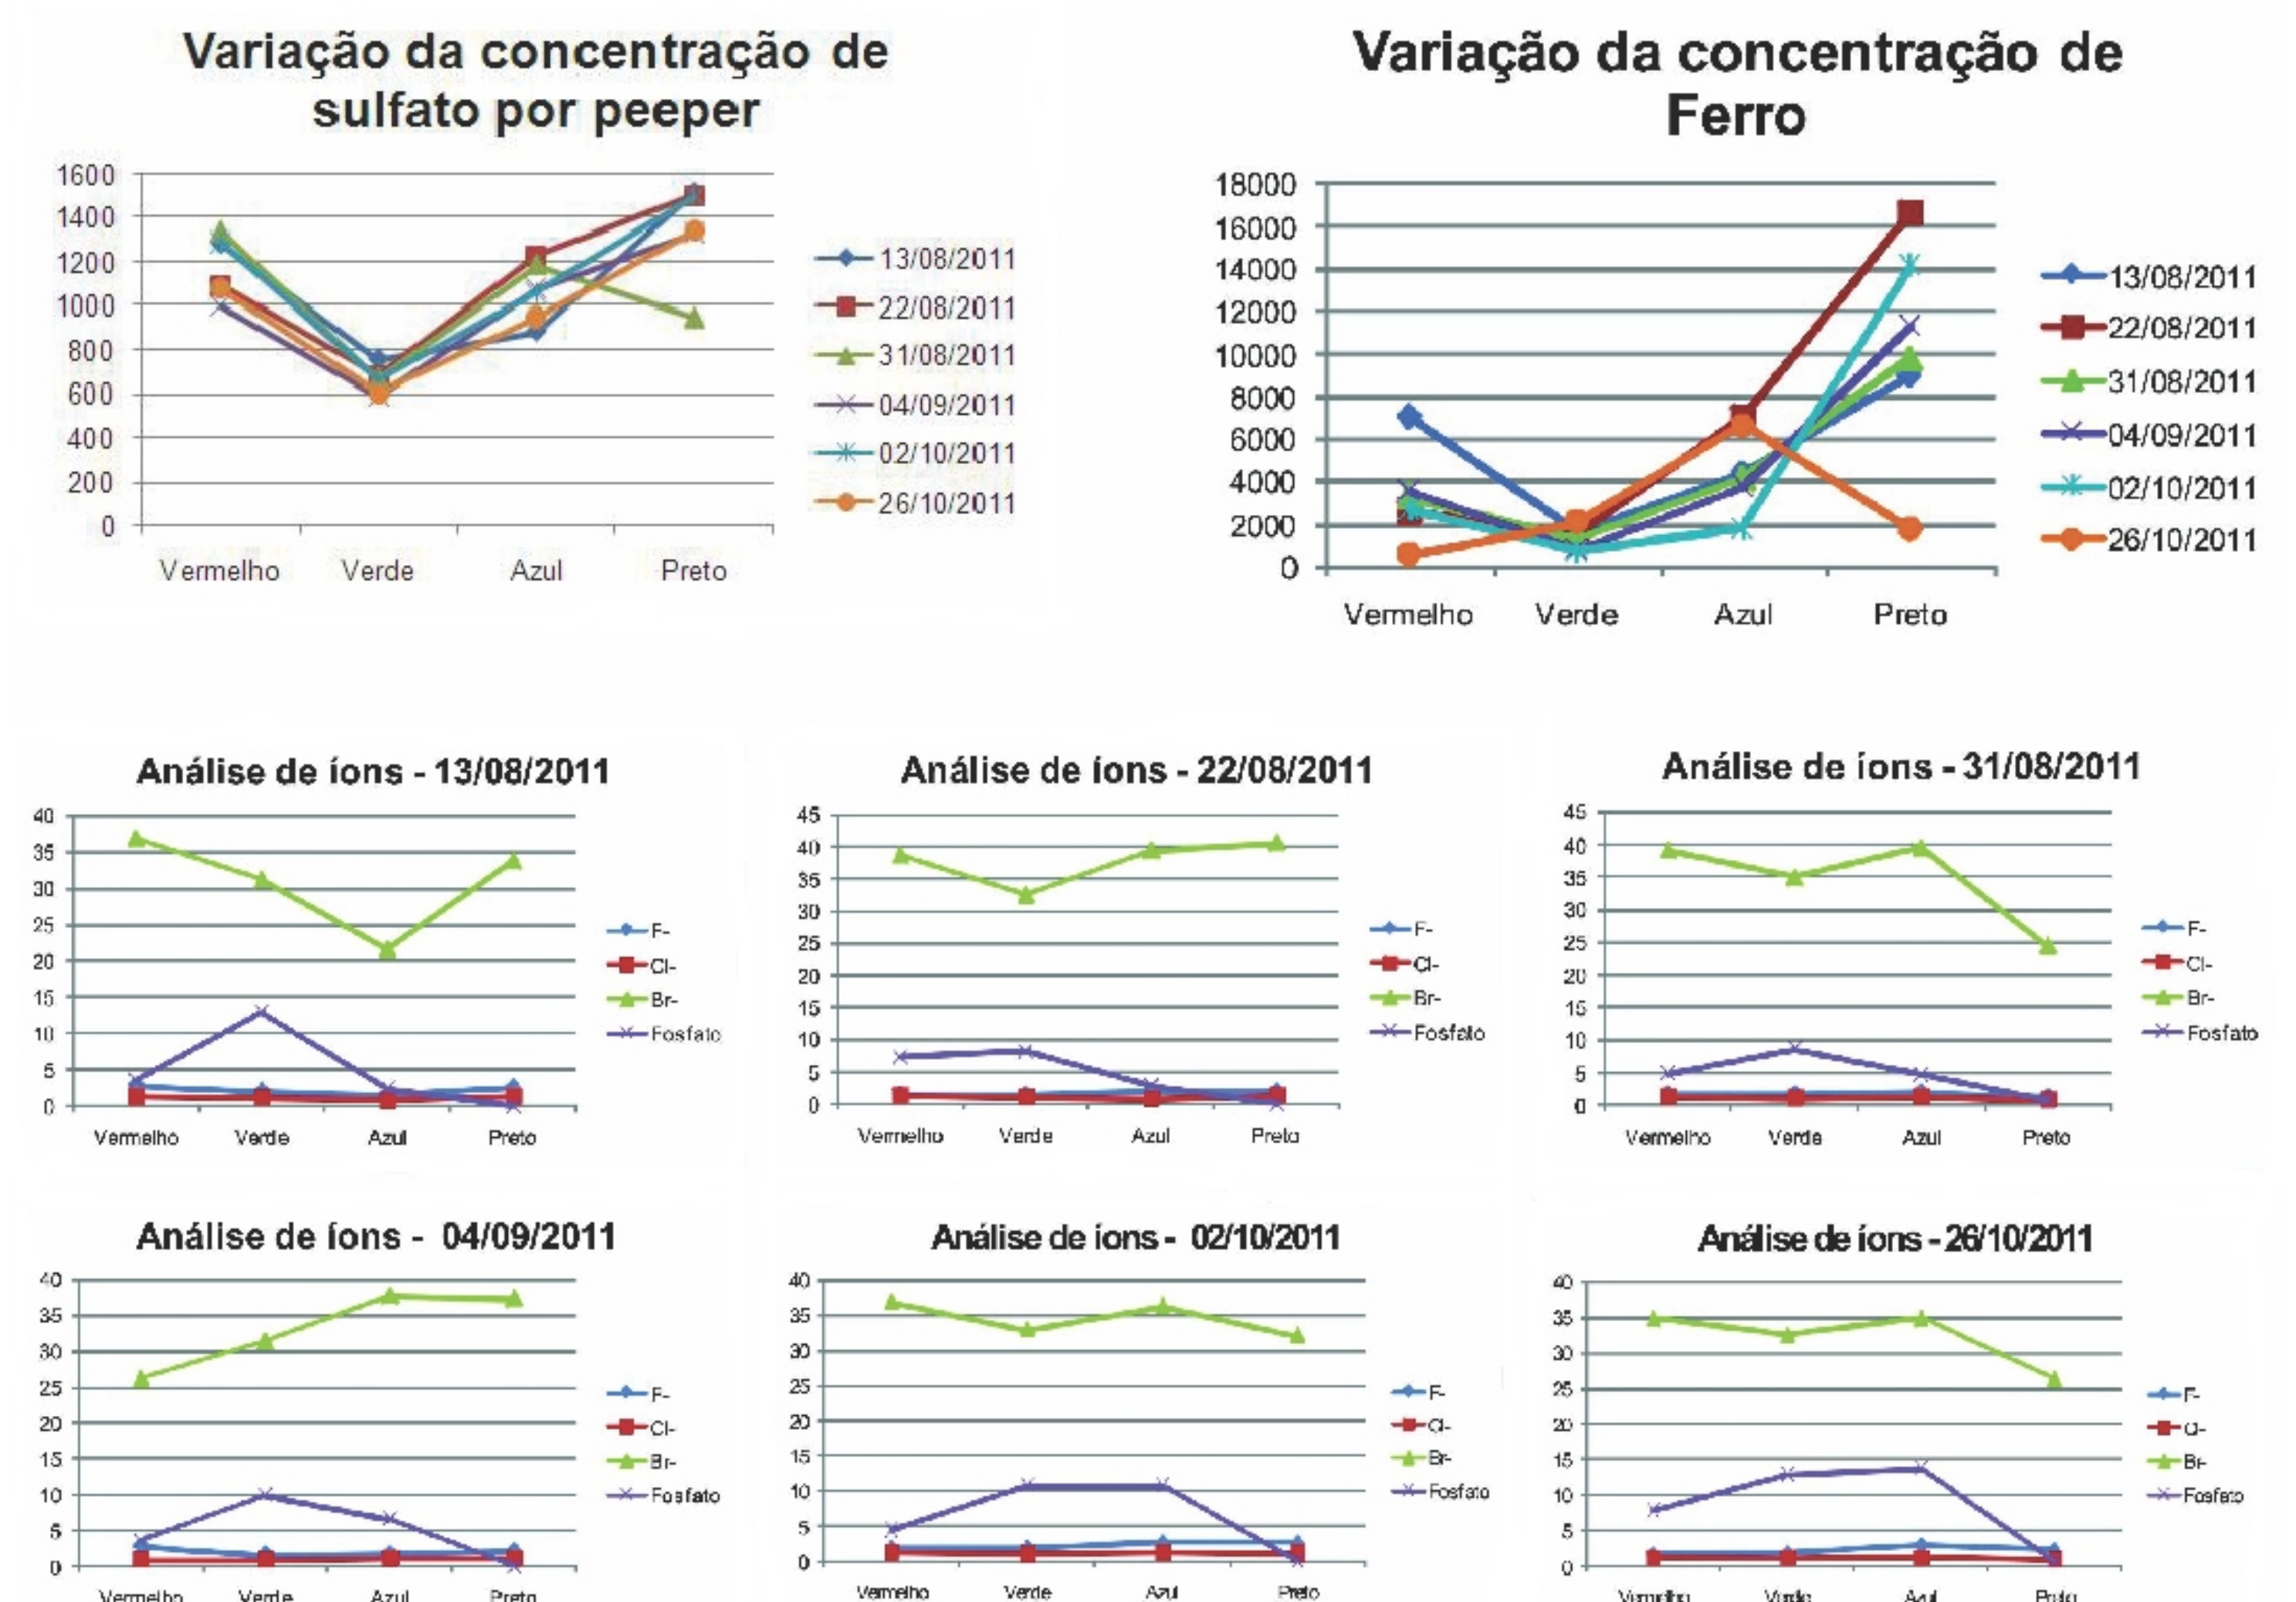 Variação da concentração de
sulfato por peeper
1600
1400
1200
1000
800
600
400
200
0
Vermelho Verde Azul Preto
13/08/2011
22/08/2011
31/08/2011
04/09/2011
02/10/2011
26/10/2011
Variação da concentração de
Ferro
18000
16000
14000
12000
10000
8000
6000
4000
2000
0
Vermelho Verde Azul Preto
13/08/2011
22/08/2011
31/08/2011
04/09/2011
02/10/2011
26/10/2011
Análise de íons - 13/08/2011
40
35
30
25
20
15
10
5
0
Vermelho Verde Azul Preto
F-
Cl-
Br-
Fosfato
Análise de íons - 22/08/2011
45
40
35
30
25
20
15
10
5
0
Vermelho Verde Azul Preto
F-
Cl-
Br-
Fosfato
Análise de íons - 31/08/2011
45
40
35
30
25
20
15
10
5
0
Vermelho Verde Azul Preto
F-
Cl-
Br-
Fosfato
Análise de íons - 04/09/2011
40
35
30
25
20
15
10
5
0
Vermelho Verde Azul Preto
F-
Cl-
Br-
Fosfato
Análise de íons - 02/10/2011
40
35
30
25
20
15
10
5
0
Vermelho Verde Azul Preto
F-
Cl-
Br-
Fosfato
Análise de íons - 26/10/2011
40
35
30
25
20
15
10
5
0
Vermelho Verde Azul Preto
F-
Cl-
Br-
Fosfato